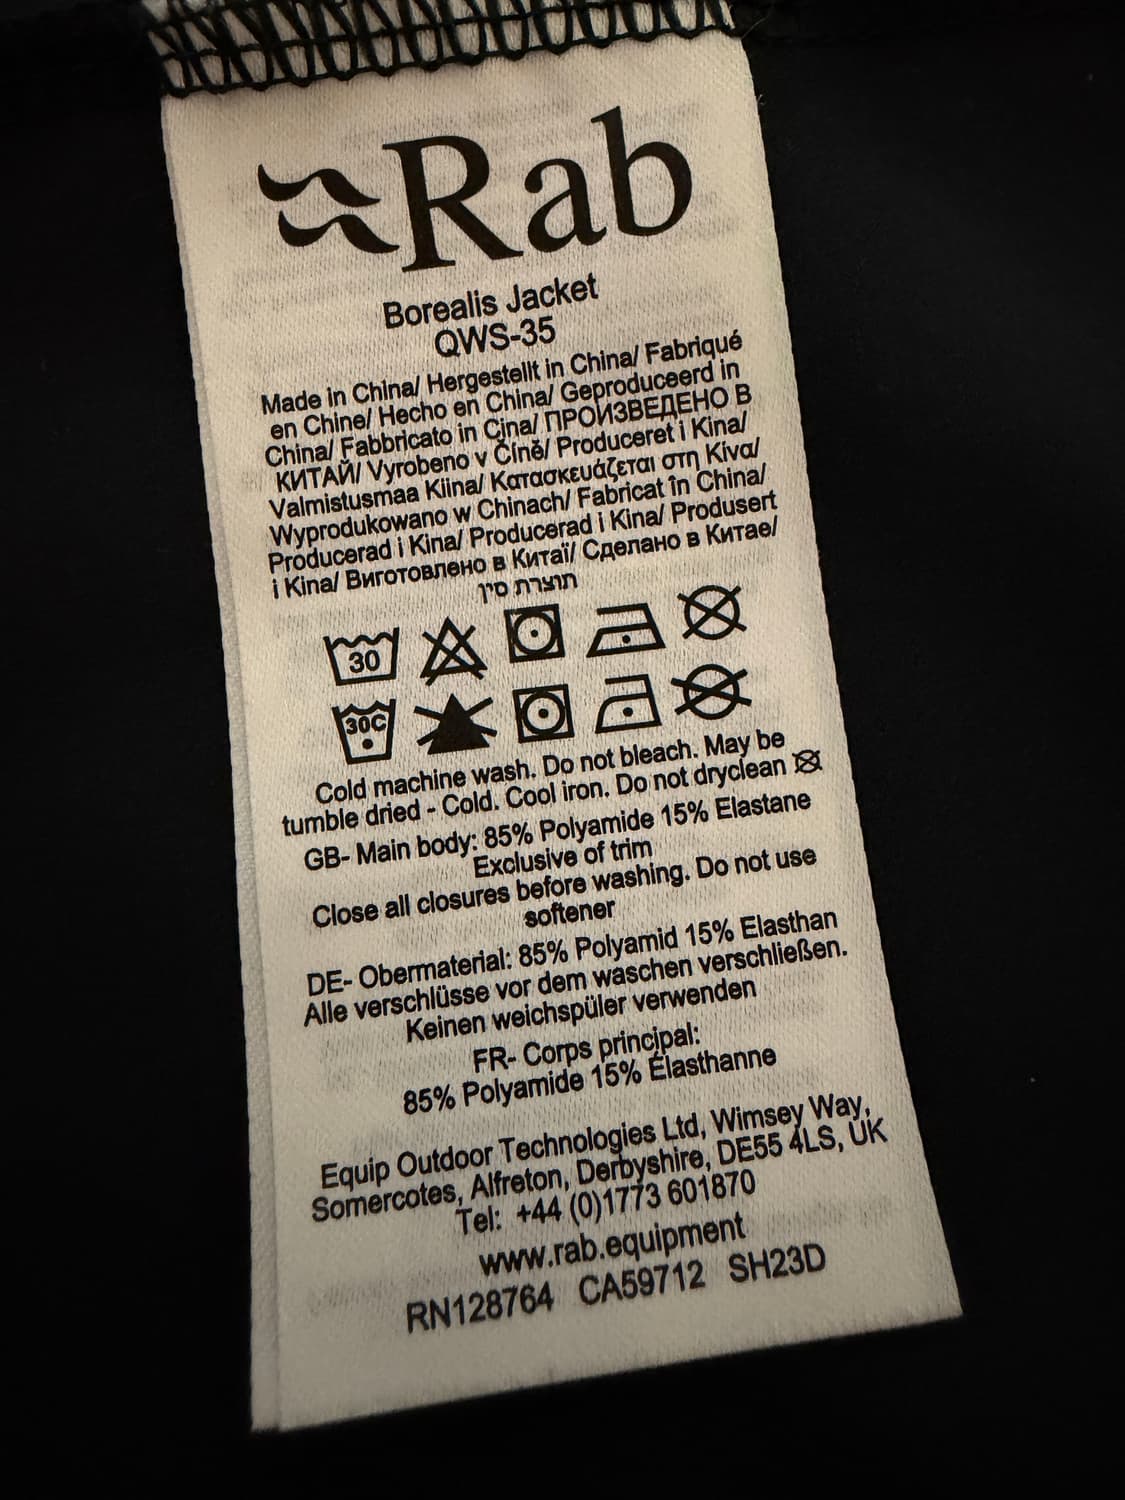 Rab
Borealis Jacket
QWS-35
Made in China/ Hergestellt in China/ Fabriqué
en Chine/ Hecho en China/ Geproduceerd in
China/ Fabbricato in Cina/ ПРОИЗВЕДЕНО В
КИТАЙ/ Vyrobeno v Číně/ Produceret i Kina/
Valmistusmaa Kiina/ Κατασκευάζεται στη Κίνα/
Wyprodukowano w Chinach/ Fabricat în China/
Producerad i Kina/ Producerad i Kina/ Produsert
i Kina/ Виготовлено в Китаї/ Сделано в Китае/
תוצרת סין
30
30C
Cold machine wash. Do not bleach. May be
tumble dried - Cold. Cool iron. Do not dryclean
GB- Main body: 85% Polyamide 15% Elastane
Exclusive of trim
Close all closures before washing. Do not use
softener
DE- Obermaterial: 85% Polyamid 15% Elasthan
Alle verschlüsse vor dem waschen verschließen.
Keinen weichspüler verwenden
FR- Corps principal:
85% Polyamide 15% Élasthanne
Equip Outdoor Technologies Ltd, Wimsey Way,
Somercotes, Alfreton, Derbyshire, DE55 4LS, UK
Tel: +44 (0)1773 601870
www.rab.equipment
RN128764 CA59712 SH23D